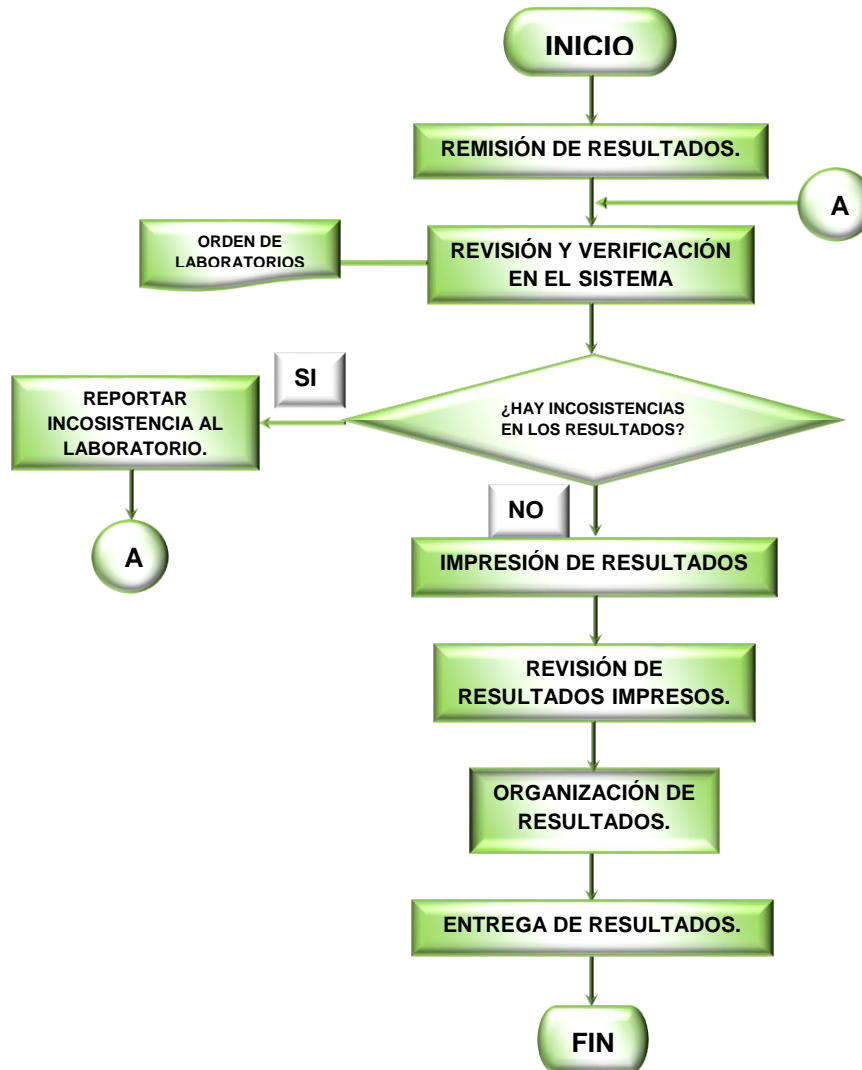 INICIO
REMISIÓN DE RESULTADOS.
A
ORDEN DE
LABORATORIOS
REVISIÓN Y VERIFICACIÓN
EN EL SISTEMA
SI
REPORTAR
INCOSISTENCIA AL
LABORATORIO.
¿HAY INCOSISTENCIAS
EN LOS RESULTADOS?
NO
A
IMPRESIÓN DE RESULTADOS
REVISIÓN DE
RESULTADOS IMPRESOS.
ORGANIZACIÓN DE
RESULTADOS.
ENTREGA DE RESULTADOS.
FIN